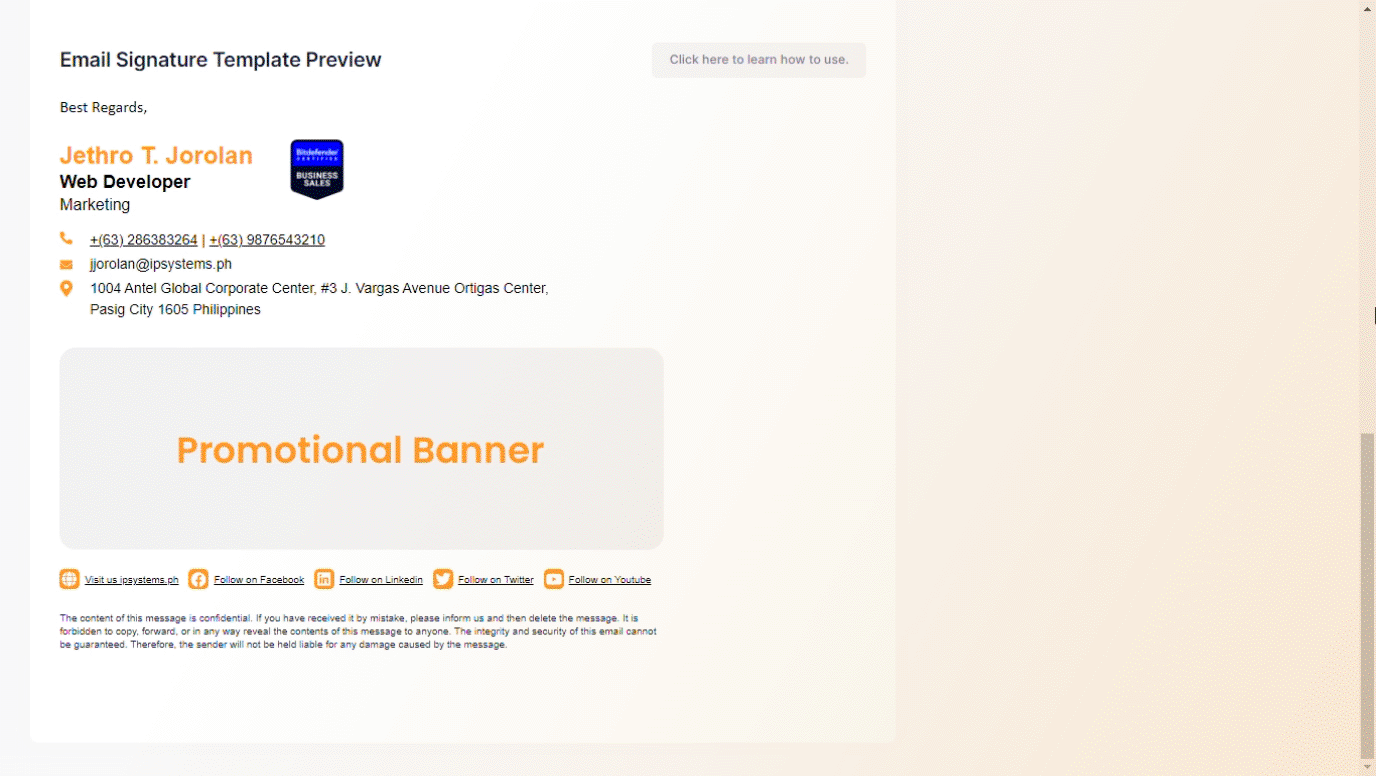 Email Signature Template Preview
Click here to learn how to use.
Best Regards,
Jethro T. Jorolan
Web Developer
Marketing
Bitdefender
CERTIFIED
BUSINESS
SALES
+(63) 286383264 | +(63) 9876543210
jjorolan@ipsystems.ph
1004 Antel Global Corporate Center, #3 J. Vargas Avenue Ortigas Center,
Pasig City 1605 Philippines
Promotional Banner
Visit us ipsystems.ph Follow on Facebook Follow on Linkedin Follow on Twitter Follow on Youtube
The content of this message is confidential. If you have received it by mistake, please inform us and then delete the message. It is
forbidden to copy, forward, or in any way reveal the contents of this message to anyone. The integrity and security of this email cannot
be guaranteed. Therefore, the sender will not be held liable for any damage caused by the message.